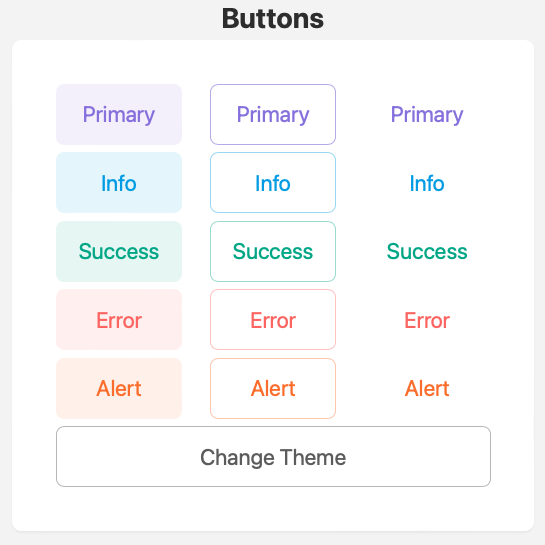 Buttons
Primary Primary Primary
Info Info Info
Success Success Success
Error Error Error
Alert Alert Alert
Change Theme